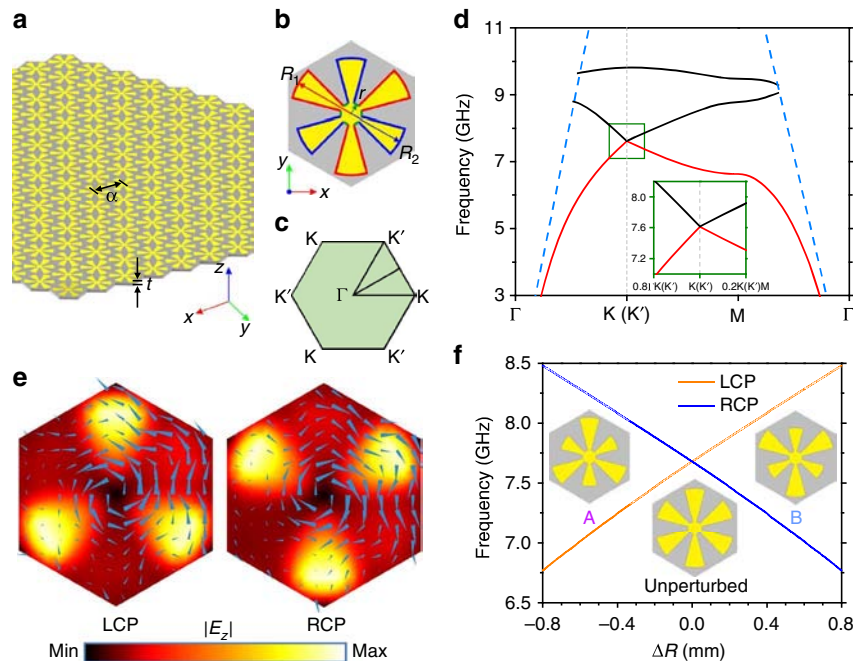 a
α
t
z
x
y
b
R1
r
R2
y
x
c
K
K′
K′
Γ
K
K
K′
d
Frequency (GHz)
11
9
7
5
3
8.0
7.6
7.2
0.8ΓK(K′)
K(K′)
0.2K(K′)M
Γ
K (K′)
M
Γ
e
LCP
|Ez|
RCP
Min
Max
f
Frequency (GHz)
8.5
8.0
7.5
7.0
6.5
LCP
RCP
A
B
Unperturbed
−0.8
−0.4
0.0
0.4
0.8
ΔR (mm)